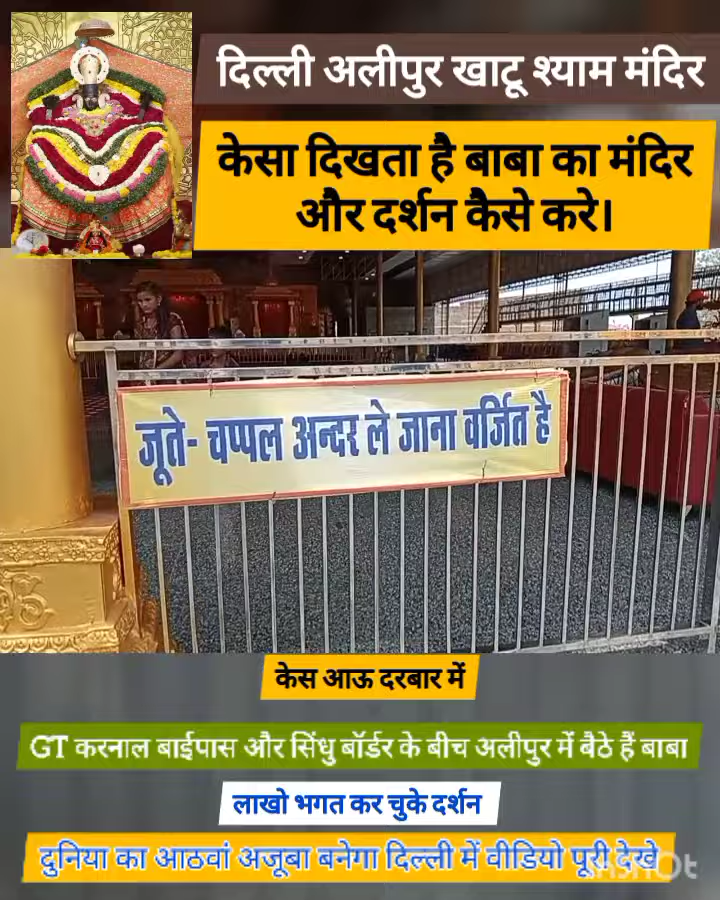 दिल्ली अलीपुर खाटू श्याम मंदिर
केसा दिखता है बाबा का मंदिर
और दर्शन कैसे करे।
जूते- चप्पल अन्दर ले जाना वर्जित है
केस आऊ दरबार में
GT करनाल बाईपास और सिंधु बॉर्डर के बीच अलीपुर में बैठे हैं बाबा
लाखो भगत कर चुके दर्शन
दुनिया का आठवां अजूबा बनेगा दिल्ली में वीडियो पूरी देखे